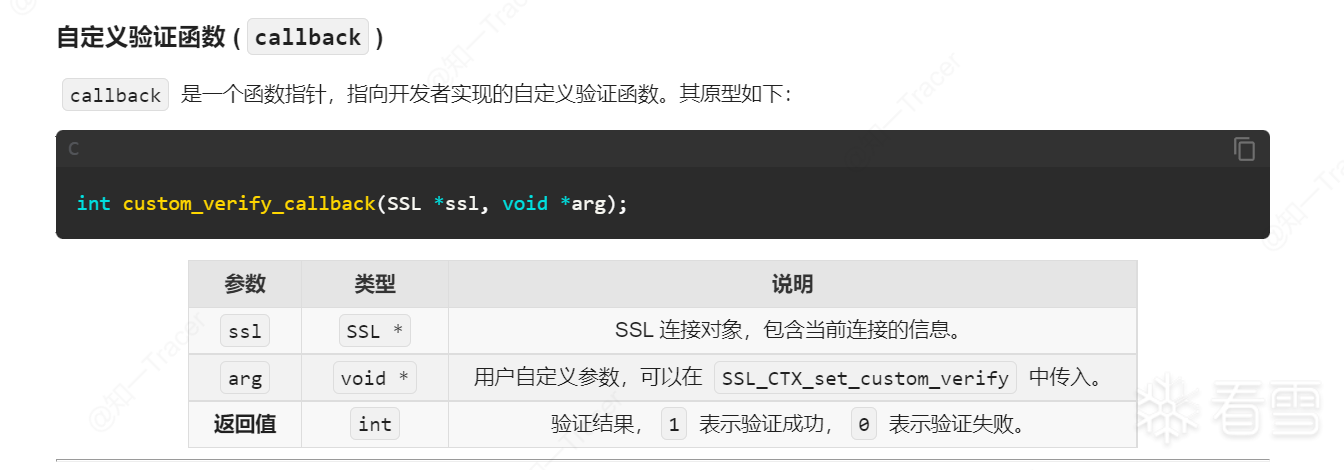 自定义验证函数 ( callback )
callback 是一个函数指针，指向开发者实现的自定义验证函数。其原型如下：
C
int custom_verify_callback(SSL *ssl, void *arg);
参数 类型 说明
ssl SSL * SSL 连接对象，包含当前连接的信息。
arg void * 用户自定义参数，可以在 SSL_CTX_set_custom_verify 中传入。
返回值 int 验证结果， 1 表示验证成功， 0 表示验证失败。
看雪
@知一Tracer